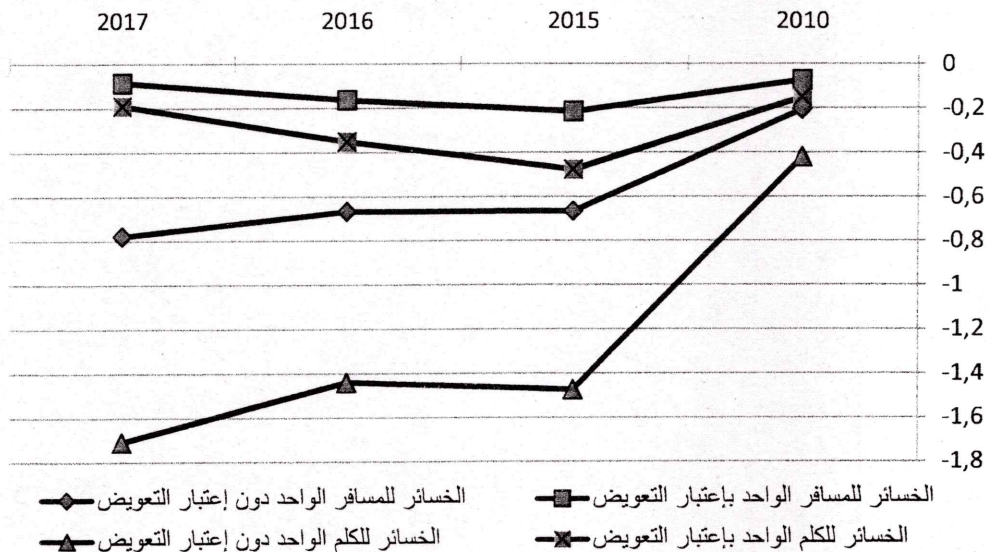 2010 2015 2016 2017
0
-0,2
-0,4
-0,6
-0,8
-1
-1,2
-1,4
-1,6
-1,8
الخسائر للمسافر الواحد بإعتبار التعويض
الخسائر للمسافر الواحد دون إعتبار التعويض
الخسائر للكلم الواحد بإعتبار التعويض
الخسائر للكلم الواحد دون إعتبار التعويض